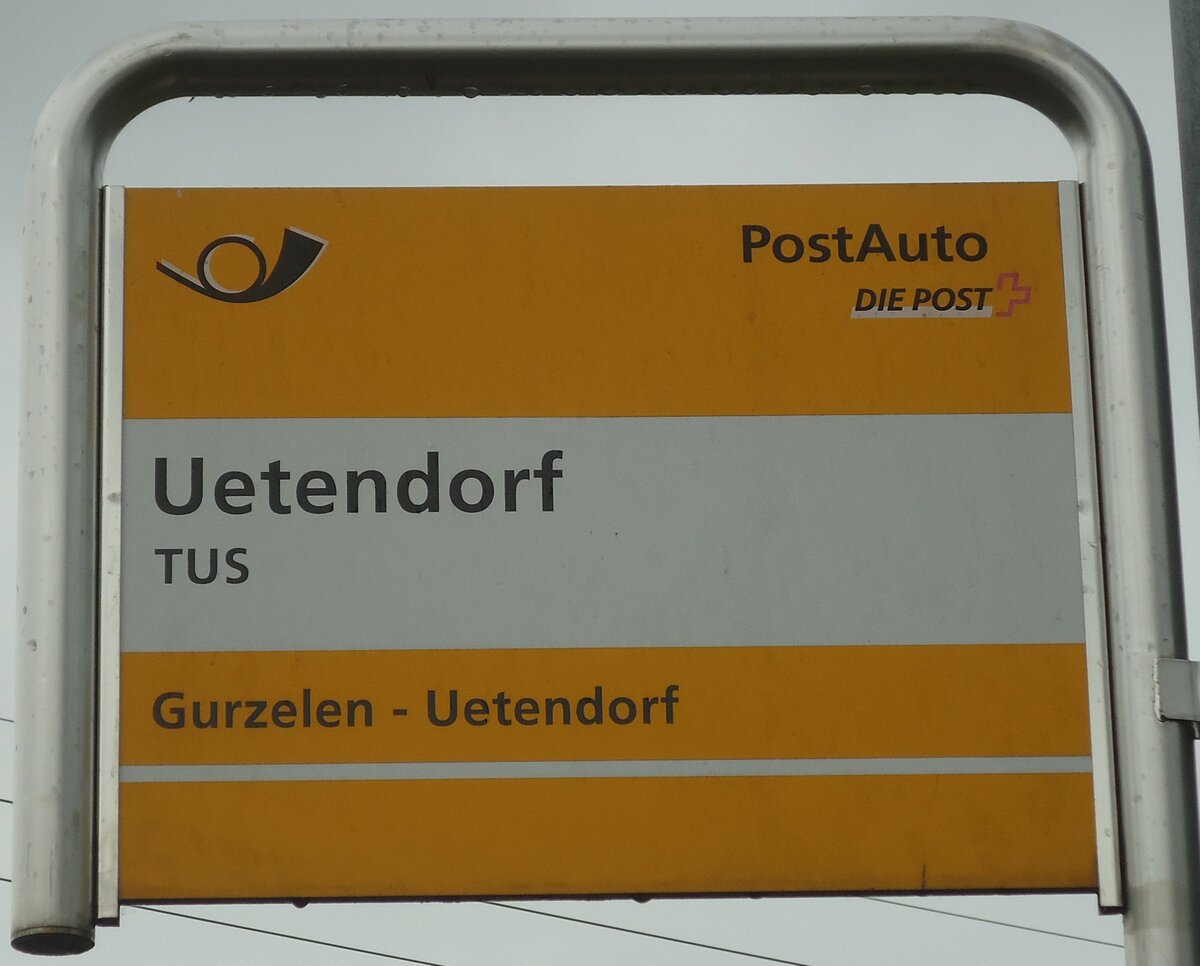 PostAuto
DIE POST
Uetendorf
TUS
Gurzelen - Uetendorf